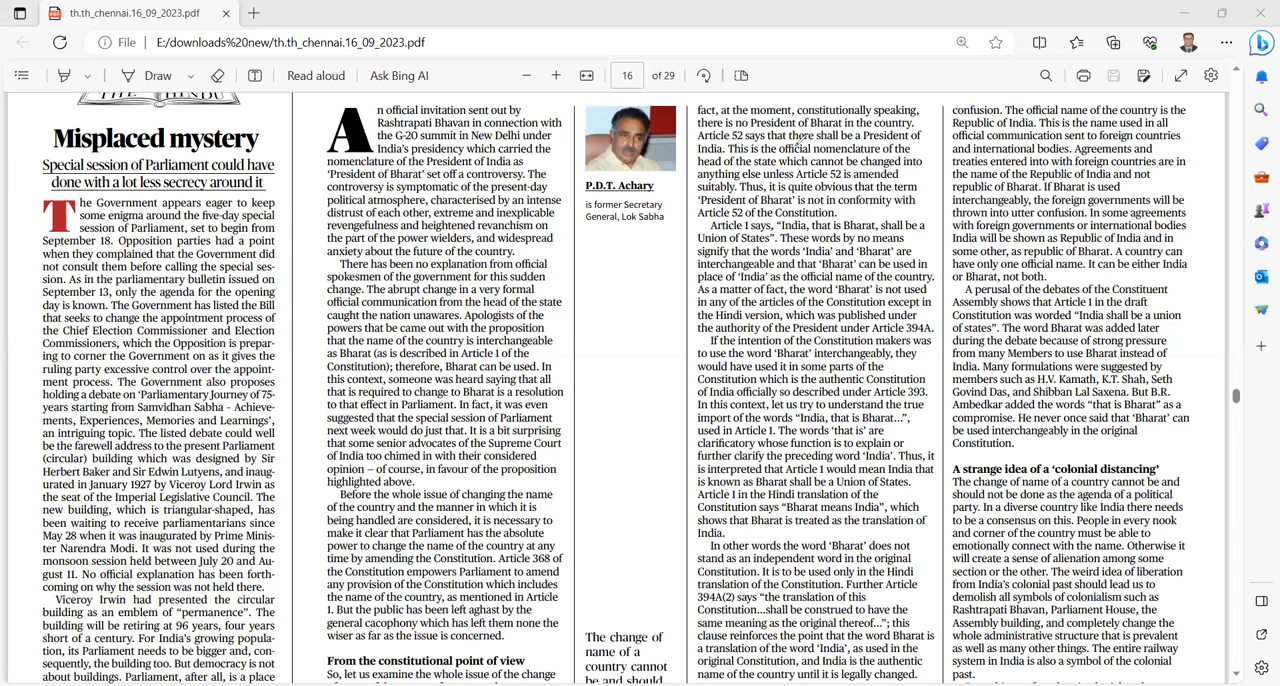 th.th_chennai.16_09_2023.pdf
File
E:/downloads%20new/th.th_chennai.16_09_2023.pdf
Draw
Read aloud
Ask Bing AI
16
of 29
THE HINDU
Misplaced mystery
Special session of Parliament could have
done with a lot less secrecy around it
The Government appears eager to keep
some enigma around the five-day special
session of Parliament, set to begin from
September 18. Opposition parties had a point
when they complained that the Government did
not consult them before calling the special ses-
sion. As in the parliamentary bulletin issued on
September 13, only the agenda for the opening
day is known. The Government has listed the Bill
that seeks to change the appointment process of
the Chief Election Commissioner and Election
Commissioners, which the Opposition is prepar-
ing to corner the Government on as it gives the
ruling party excessive control over the appoint-
ment process. The Government also proposes
holding a debate on ‘Parliamentary Journey of 75-
years starting from Samvidhan Sabha – Achieve-
ments, Experiences, Memories and Learnings’,
an intriguing topic. The listed debate could well
be the farewell address to the present Parliament
(circular) building which was designed by Sir
Herbert Baker and Sir Edwin Lutyens, and inaug-
urated in January 1927 by Viceroy Lord Irwin as
the seat of the Imperial Legislative Council. The
new building, which is triangular-shaped, has
been waiting to receive parliamentarians since
May 28 when it was inaugurated by Prime Minis-
ter Narendra Modi. It was not used during the
monsoon session held between July 20 and Au-
gust 11. No official explanation has been forth-
coming on why the session was not held there.
Viceroy Irwin had presented the circular
building as an emblem of “permanence”. The
building will be retiring at 96 years, four years
short of a century. For India’s growing popula-
tion, its Parliament needs to be bigger and, con-
sequently, the building too. But democracy is not
about buildings. Parliament, after all, is a place
An official invitation sent out by
Rashtrapati Bhavan in connection with
the G-20 summit in New Delhi under
India’s presidency which carried the
nomenclature of the President of India as
‘President of Bharat’ set off a controversy. The
controversy is symptomatic of the present-day
political atmosphere, characterised by an intense
distrust of each other, extreme and inexplicable
revengefulness and heightened revanchism on
the part of the power wielders, and widespread
anxiety about the future of the country.
There has been no explanation from official
spokesmen of the government for this sudden
change. The abrupt change in a very formal
official communication from the head of the state
caught the nation unawares. Apologists of the
powers that be came out with the proposition
that the name of the country is interchangeable
as Bharat (as is described in Article 1 of the
Constitution); therefore, Bharat can be used. In
this context, someone was heard saying that all
that is required to change to Bharat is a resolution
to that effect in Parliament. In fact, it was even
suggested that the special session of Parliament
next week would do just that. It is a bit surprising
that some senior advocates of the Supreme Court
of India too chimed in with their considered
opinion – of course, in favour of the proposition
highlighted above.
Before the whole issue of changing the name
of the country and the manner in which it is
being handled are considered, it is necessary to
make it clear that Parliament has the absolute
power to change the name of the country at any
time by amending the Constitution. Article 368 of
the Constitution empowers Parliament to amend
any provision of the Constitution which includes
the name of the country, as mentioned in Article
1. But the public has been left aghast by the
general cacophony which has left them none the
wiser as far as the issue is concerned.
From the constitutional point of view
So, let us examine the whole issue of the change
P.D.T. Achary
is former Secretary
General, Lok Sabha
The change of
name of a
country cannot
be and should
fact, at the moment, constitutionally speaking,
there is no President of Bharat in the country.
Article 52 says that there shall be a President of
India. This is the official nomenclature of the
head of the state which cannot be changed into
anything else unless Article 52 is amended
suitably. Thus, it is quite obvious that the term
‘President of Bharat’ is not in conformity with
Article 52 of the Constitution.
Article 1 says, “India, that is Bharat, shall be a
Union of States”. These words by no means
signify that the words ‘India’ and ‘Bharat’ are
interchangeable and that ‘Bharat’ can be used in
place of ‘India’ as the official name of the country.
As a matter of fact, the word ‘Bharat’ is not used
in any of the articles of the Constitution except in
the Hindi version, which was published under
the authority of the President under Article 394A.
If the intention of the Constitution makers was
to use the word ‘Bharat’ interchangeably, they
would have used it in some parts of the
Constitution which is the authentic Constitution
of India officially so described under Article 393.
In this context, let us try to understand the true
import of the words “India, that is Bharat...”,
used in Article 1. The words ‘that is’ are
clarificatory whose function is to explain or
further clarify the preceding word ‘India’. Thus, it
is interpreted that Article 1 would mean India that
is known as Bharat shall be a Union of States.
Article 1 in the Hindi translation of the
Constitution says “Bharat means India”, which
shows that Bharat is treated as the translation of
India.
In other words the word ‘Bharat’ does not
stand as an independent word in the original
Constitution. It is to be used only in the Hindi
translation of the Constitution. Further Article
394A(2) says “the translation of this
Constitution...shall be construed to have the
same meaning as the original thereof...”; this
clause reinforces the point that the word Bharat is
a translation of the word ‘India’, as used in the
original Constitution, and India is the authentic
name of the country until it is legally changed.
confusion. The official name of the country is the
Republic of India. This is the name used in all
official communication sent to foreign countries
and international bodies. Agreements and
treaties entered into with foreign countries are in
the name of the Republic of India and not
republic of Bharat. If Bharat is used
interchangeably, the foreign governments will be
thrown into utter confusion. In some agreements
with foreign governments or international bodies
India will be shown as Republic of India and in
some other, as republic of Bharat. A country can
have only one official name. It can be either India
or Bharat, not both.
A perusal of the debates of the Constituent
Assembly shows that Article 1 in the draft
Constitution was worded “India shall be a union
of states”. The word Bharat was added later
during the debate because of strong pressure
from many Members to use Bharat instead of
India. Many formulations were suggested by
members such as H.V. Kamath, K.T. Shah, Seth
Govind Das, and Shibban Lal Saxena. But B.R.
Ambedkar added the words “that is Bharat” as a
compromise. He never once said that ‘Bharat’ can
be used interchangeably in the original
Constitution.
A strange idea of a ‘colonial distancing’
The change of name of a country cannot be and
should not be done as the agenda of a political
party. In a diverse country like India there needs
to be a consensus on this. People in every nook
and corner of the country must be able to
emotionally connect with the name. Otherwise it
will create a sense of alienation among some
section or the other. The weird idea of liberation
from India’s colonial past should lead us to
demolish all symbols of colonialism such as
Rashtrapati Bhavan, Parliament House, the
Assembly building, and completely change the
whole administrative structure that is prevalent
as well as many other things. The entire railway
system in India is also a symbol of the colonial
past.